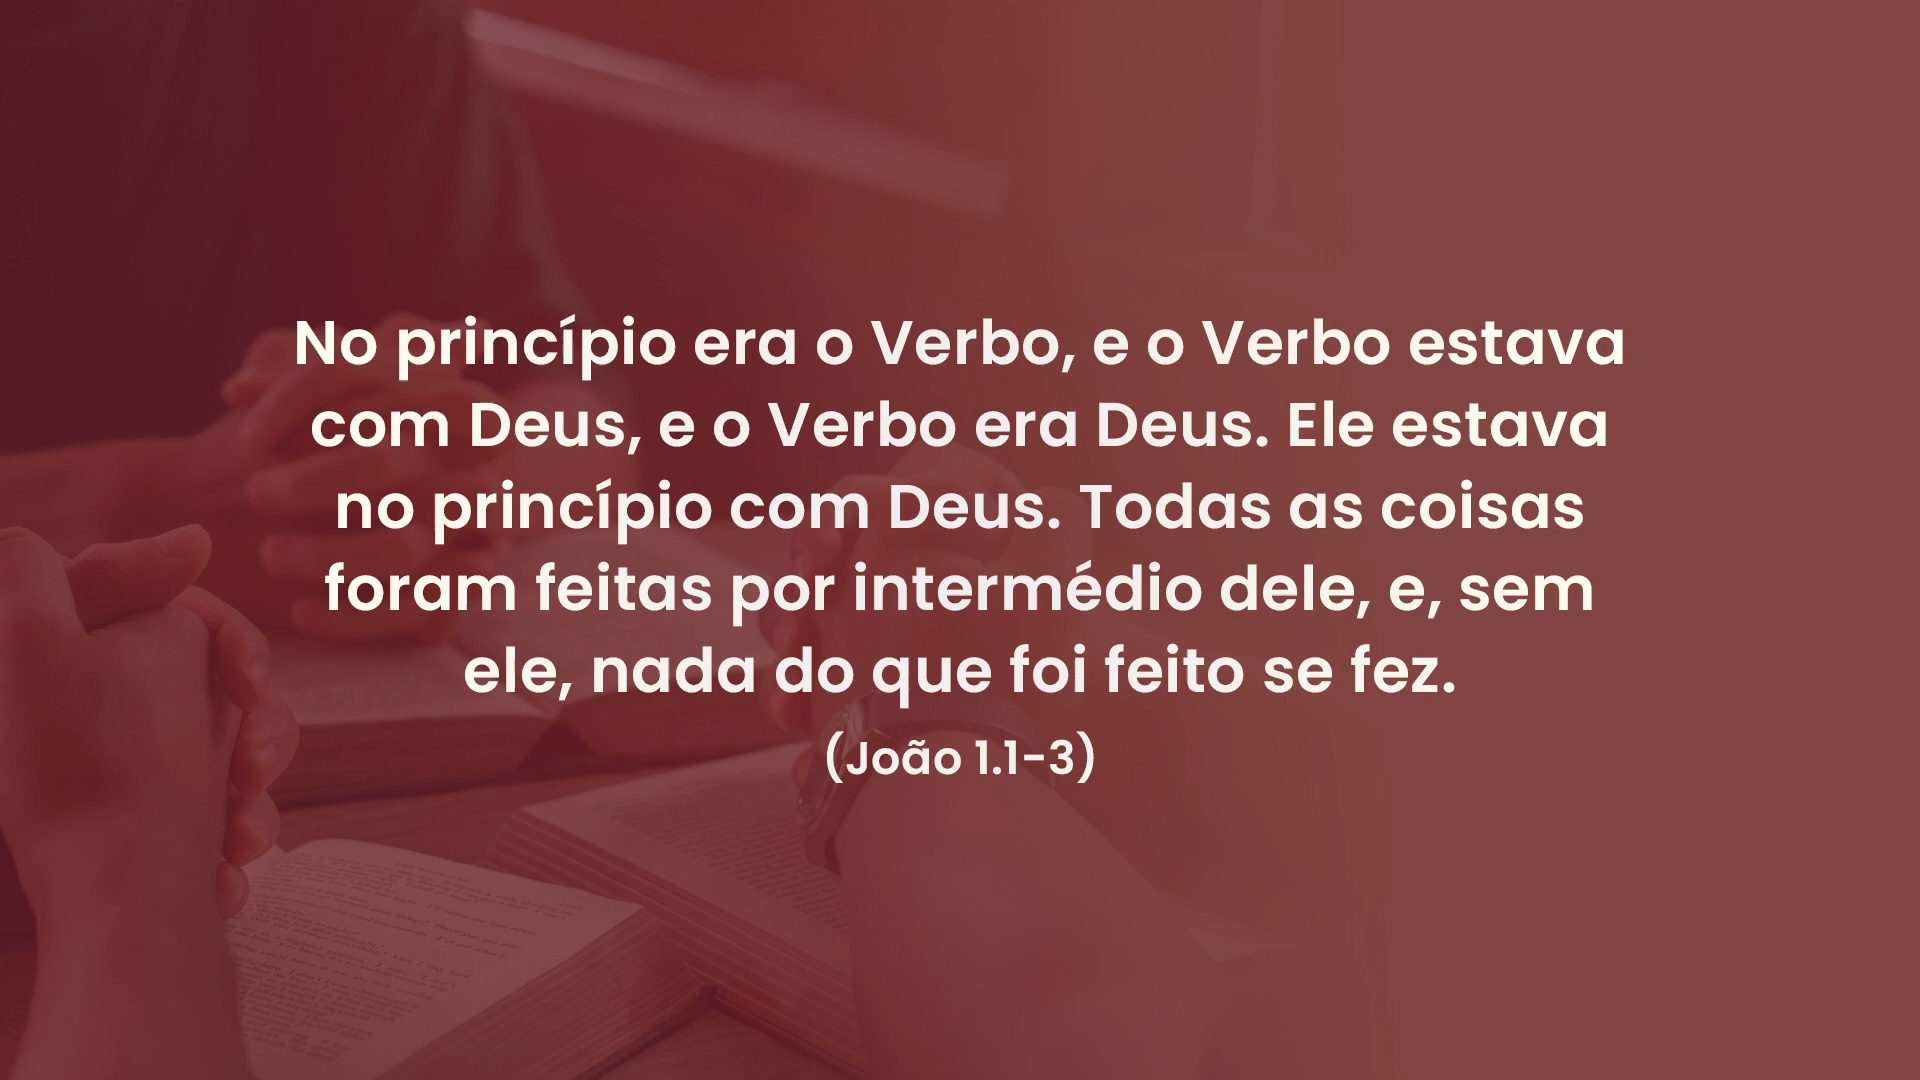 No princípio era o Verbo, e o Verbo estava
com Deus, e o Verbo era Deus. Ele estava
no princípio com Deus. Todas as coisas
foram feitas por intermédio dele, e, sem
ele, nada do que foi feito se fez.
(João 1.1-3)